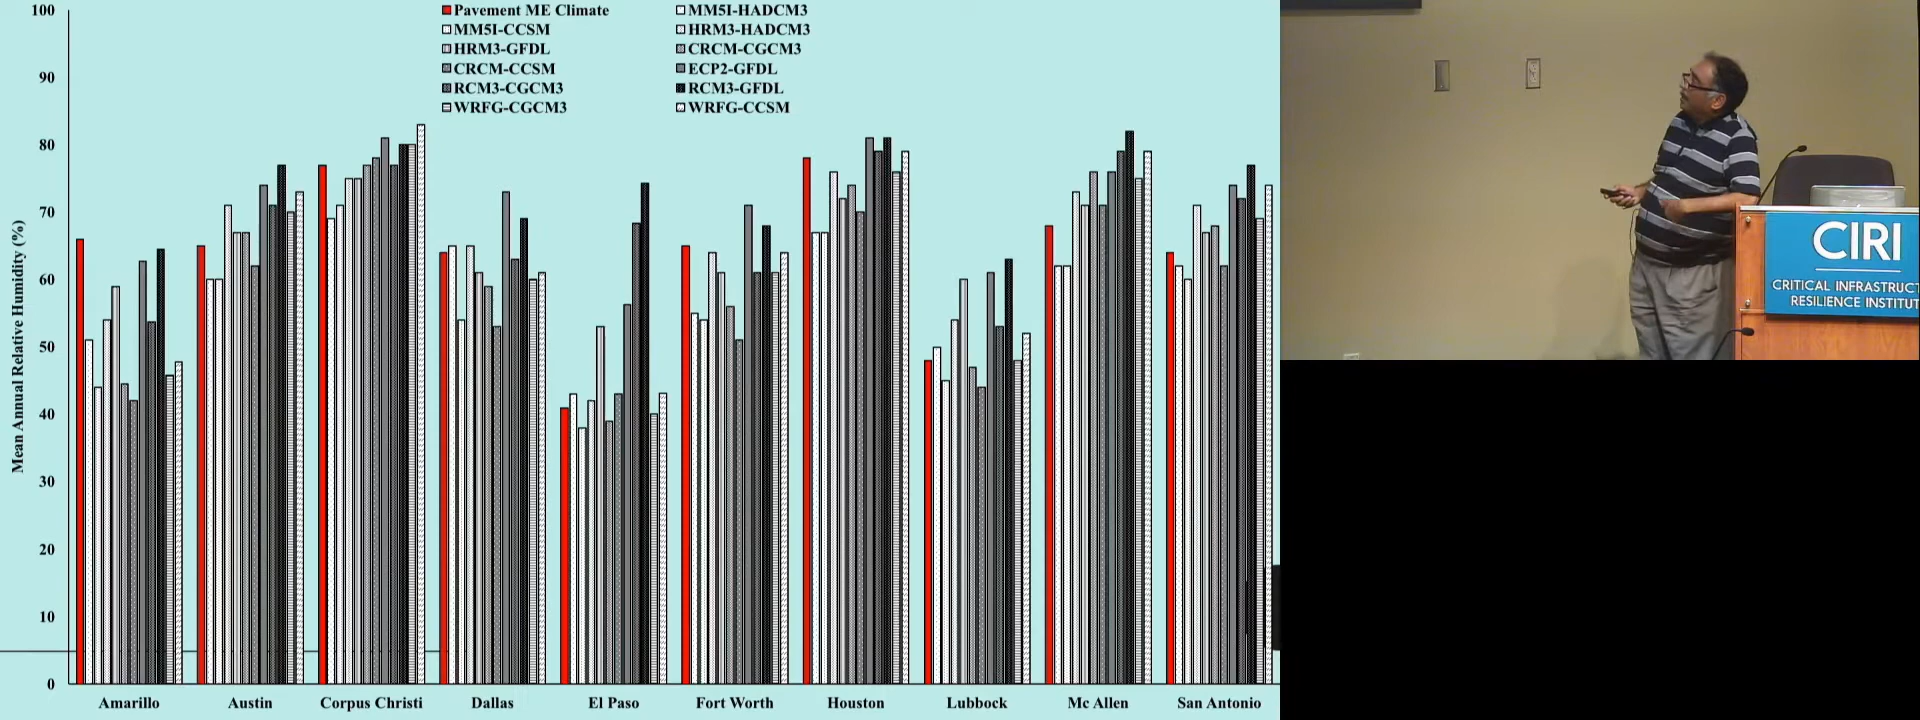 100
90
80
70
60
50
40
30
20
10
0
Mean Annual Relative Humidity (%)
Pavement ME Climate
MM5I-HADCM3
MM5I-CCSM
HRM3-HADCM3
HRM3-GFDL
CRCM-CGCM3
CRCM-CCSM
ECP2-GFDL
RCM3-CGCM3
RCM3-GFDL
WRFG-CGCM3
WRFG-CCSM
Amarillo
Austin
Corpus Christi
Dallas
El Paso
Fort Worth
Houston
Lubbock
Mc Allen
San Antonio
CIRI
CRITICAL INFRASTRUCT
RESILIENCE INSTITUT